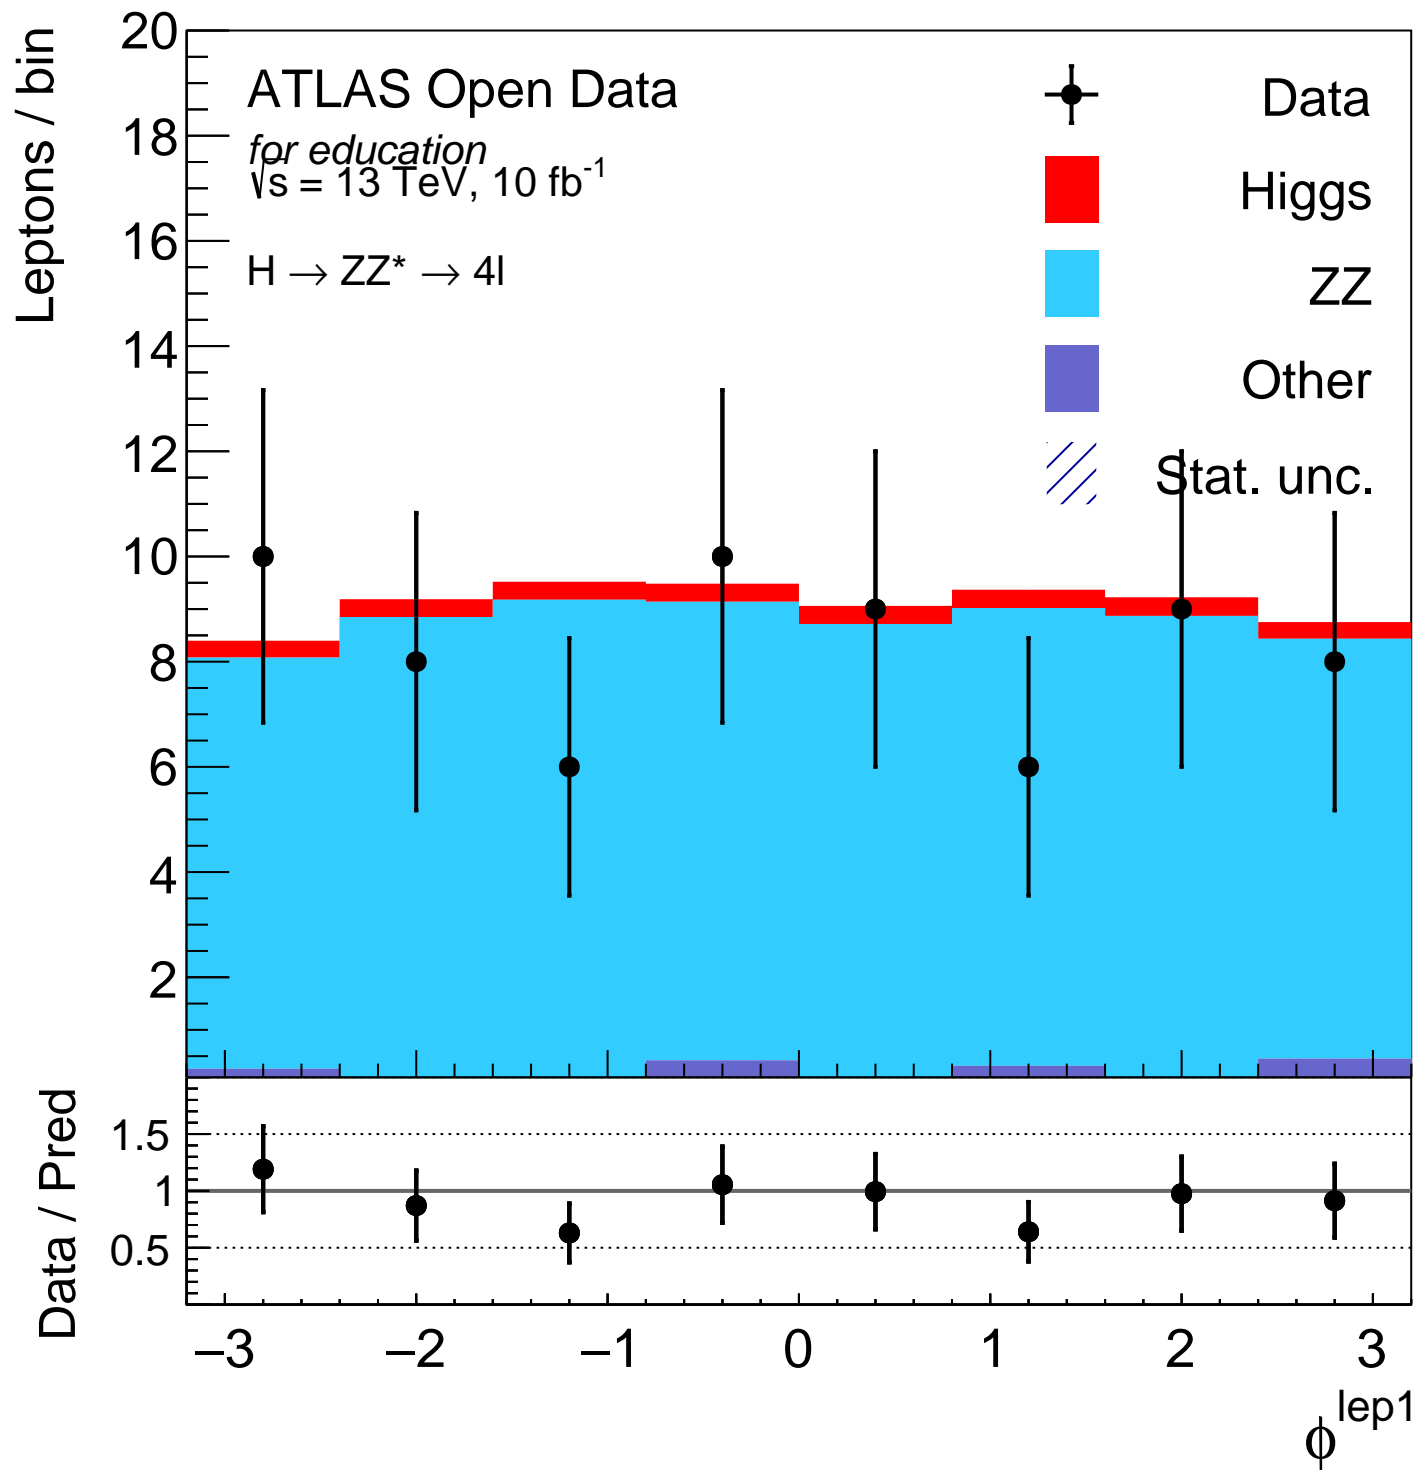 Leptons / bin
20
18
16
14
12
10
8
6
4
2
ATLAS Open Data
for education
√s = 13 TeV, 10 fb-1
H → ZZ* → 4l
Data
Higgs
ZZ
Other
Stat. unc.
Data / Pred
1.5
1
0.5
−3 −2 −1 0 1 2 3
ϕlep1